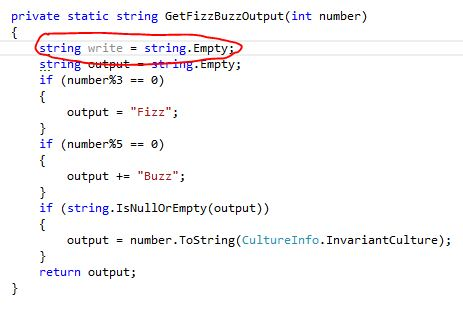 private static string GetFizzBuzzOutput(int number)
{
string write = string.Empty;
string output = string.Empty;
if (number%3 == 0)
{
output = "Fizz";
}
if (number%5 == 0)
{
output += "Buzz";
}
if (string.IsNullOrEmpty(output))
{
output = number.ToString(CultureInfo.InvariantCulture);
}
return output;
}